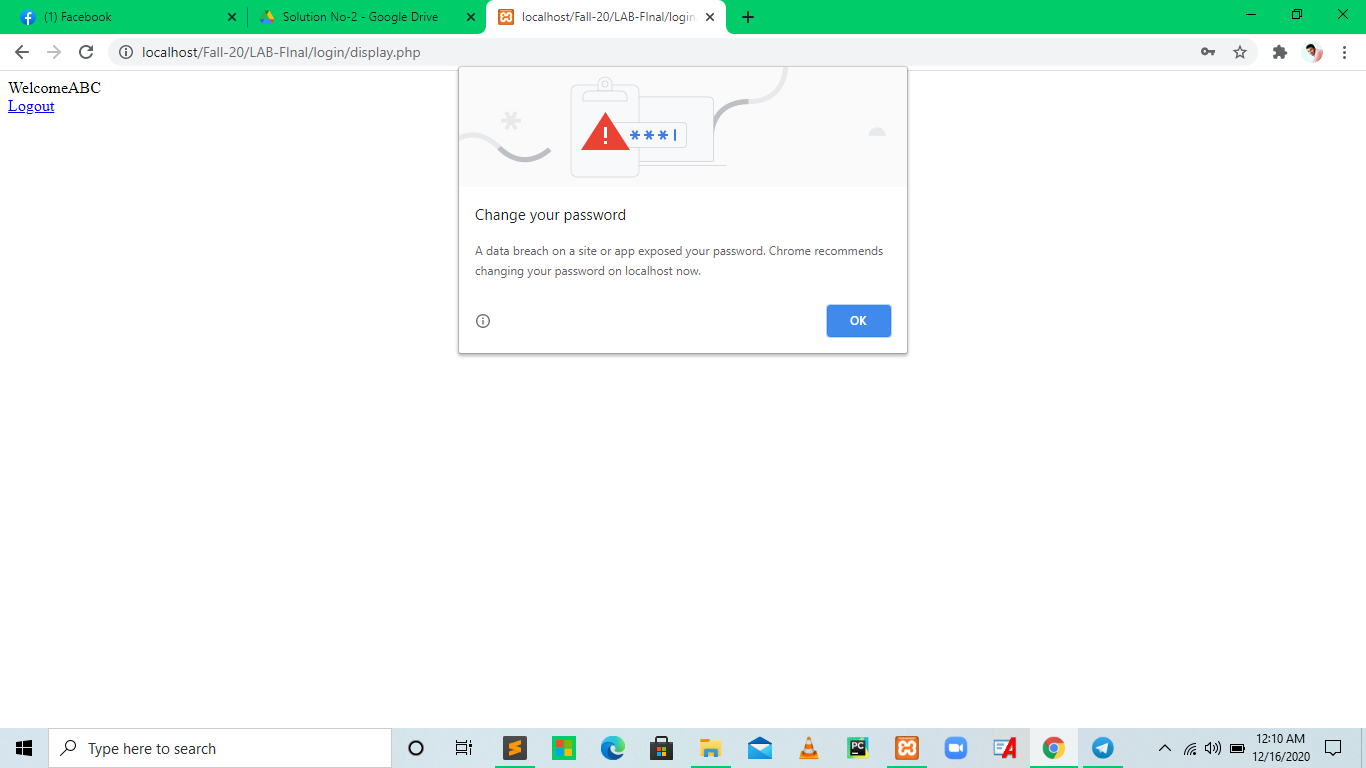 (1) Facebook
Solution No-2 - Google Drive
localhost/Fall-20/LAB-FInal/login
localhost/Fall-20/LAB-FInal/login/display.php
WelcomeABC
Logout
***|
Change your password
A data breach on a site or app exposed your password. Chrome recommends
changing your password on localhost now.
OK
Type here to search
PC
12:10 AM
12/16/2020